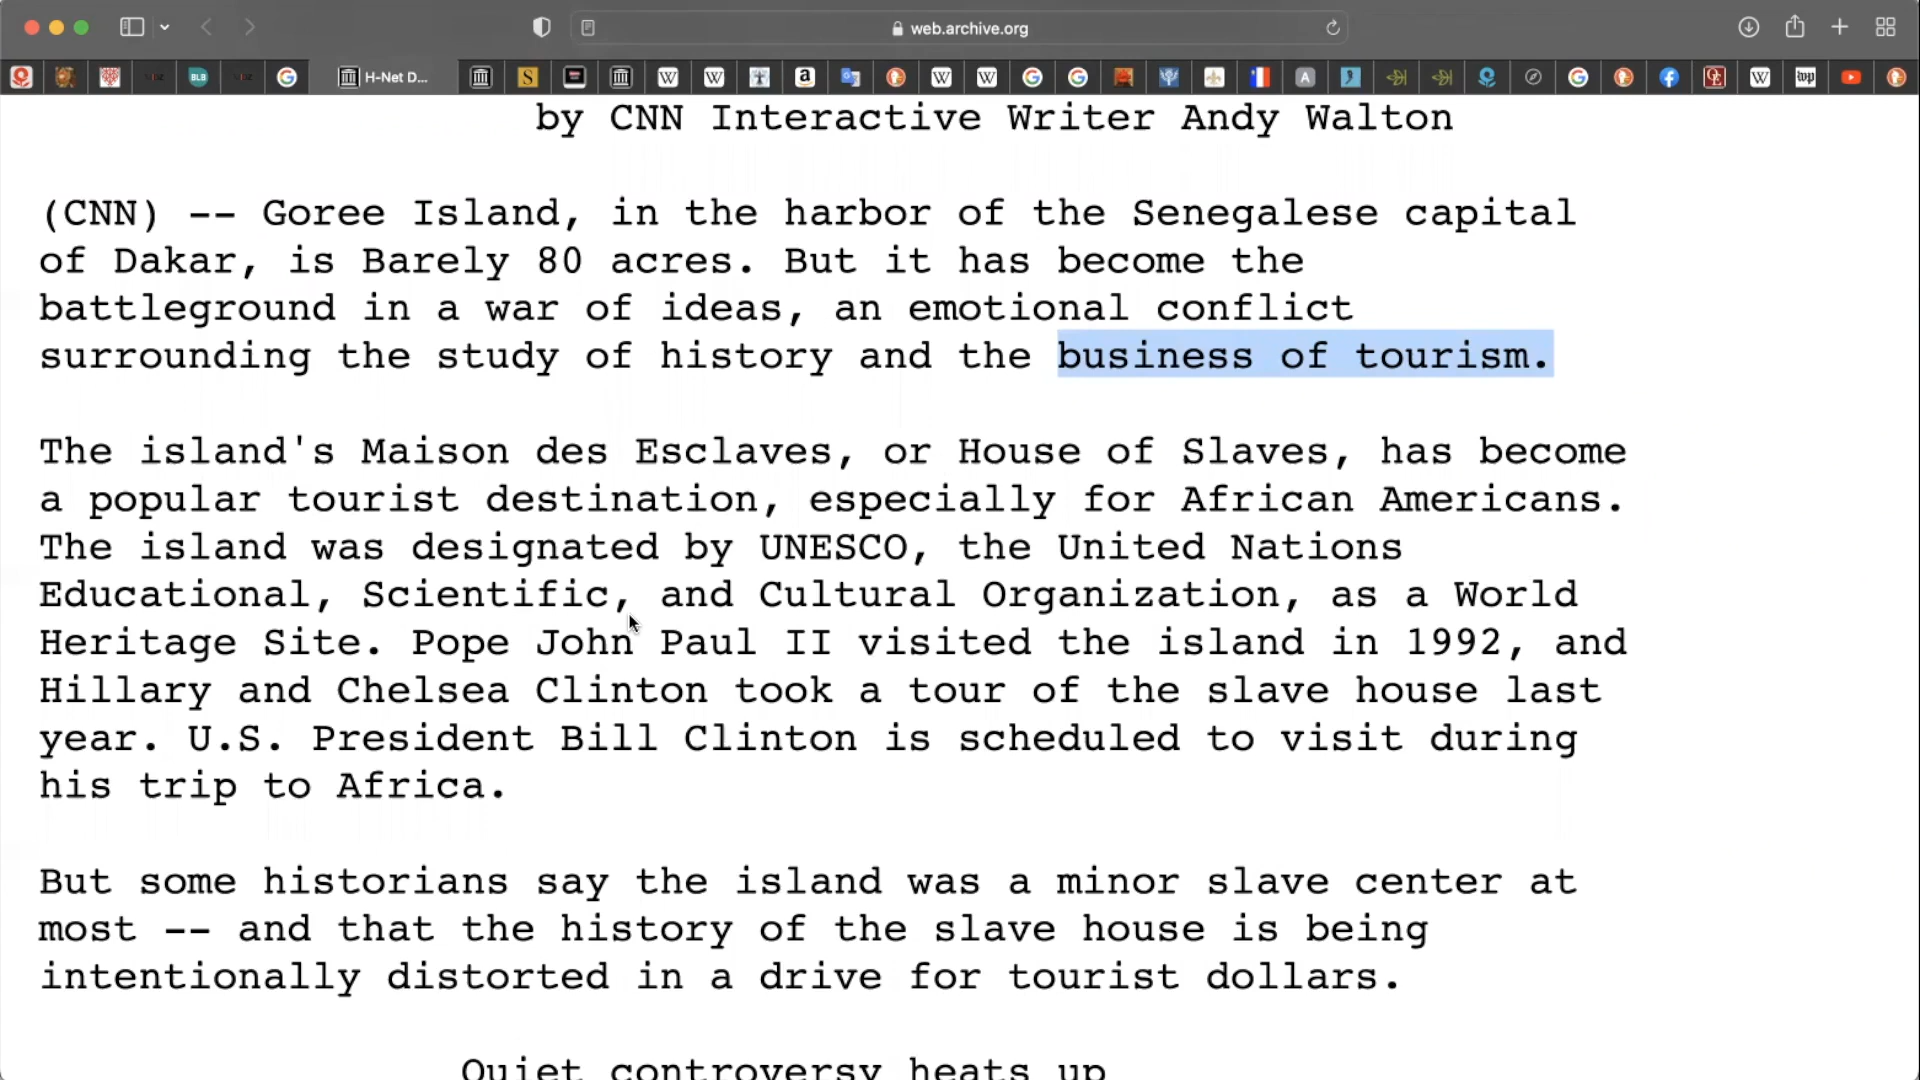 web.archive.org
BLB
H-Net D...
by CNN Interactive Writer Andy Walton
(CNN) -- Goree Island, in the harbor of the Senegalese capital
of Dakar, is Barely 80 acres. But it has become the
battleground in a war of ideas, an emotional conflict
surrounding the study of history and the business of tourism.
The island's Maison des Esclaves, or House of Slaves, has become
a popular tourist destination, especially for African Americans.
The island was designated by UNESCO, the United Nations
Educational, Scientific, and Cultural Organization, as a World
Heritage Site. Pope John Paul II visited the island in 1992, and
Hillary and Chelsea Clinton took a tour of the slave house last
year. U.S. President Bill Clinton is scheduled to visit during
his trip to Africa.
But some historians say the island was a minor slave center at
most -- and that the history of the slave house is being
intentionally distorted in a drive for tourist dollars.
Quiet controversy heats up